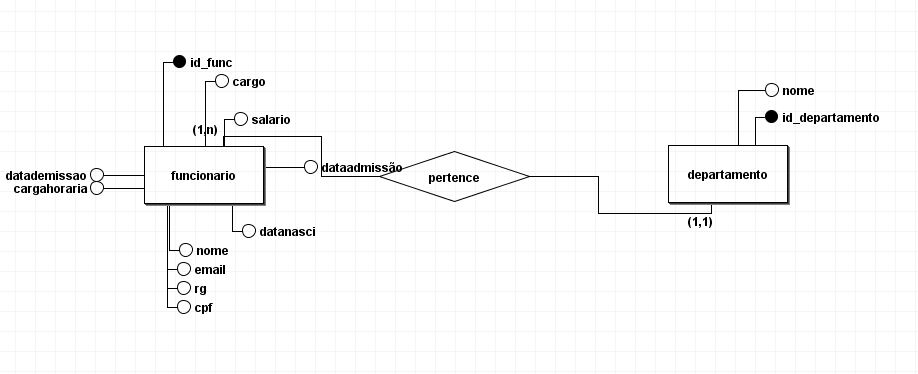 id_func
cargo
salario
(1,n)
dataadmissão
funcionario
datademissao
cargahoraria
datanasci
nome
email
rg
cpf
pertence
nome
id_departamento
departamento
(1,1)